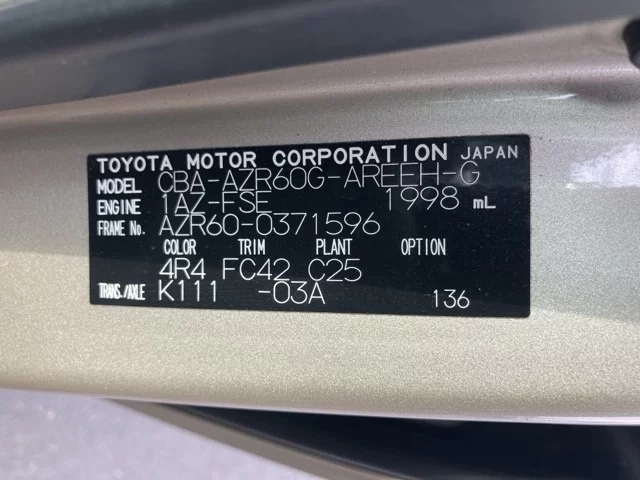 TOYOTA MOTOR CORPORATION JAPAN
MODEL CBA-AZR60G-AREEH-G
ENGINE 1AZ-FSE 1998 mL
FRAME No. AZR60-0371596
COLOR TRIM PLANT OPTION
4R4 FC42 C25
TRANS./AXLE K111 -03A 136